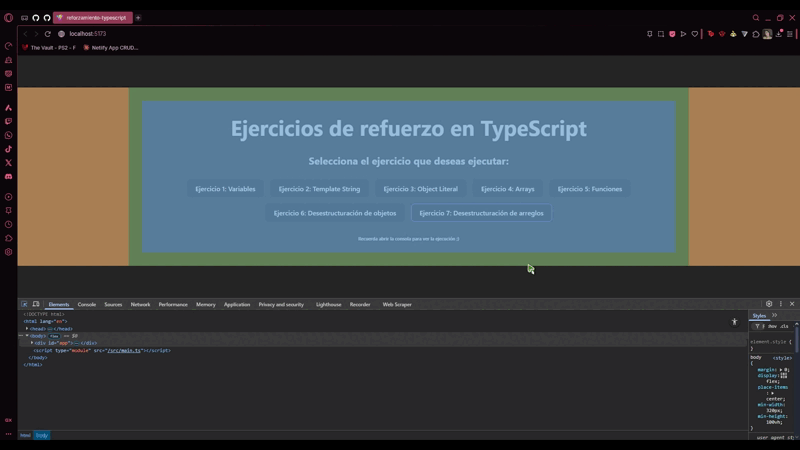 reforzamiento-typescript
localhost:5173
The Vault - PS2 - F
Netlify App CRUD...
Ejercicios de refuerzo en TypeScript
Selecciona el ejercicio que deseas ejecutar:
Ejercicio 1: Variables
Ejercicio 2: Template String
Ejercicio 3: Object Literal
Ejercicio 4: Arrays
Ejercicio 5: Funciones
Ejercicio 6: Desestructuración de objetos
Ejercicio 7: Desestructuración de arreglos
Recuerda abrir la consola para ver la ejecución ;)
Elements Console Sources Network Performance Memory Application Privacy and security Lighthouse Recorder Web Scraper
<!DOCTYPE html>
<html lang="en">
<head>⋯</head>
<body> flex == $0
<div id="app">⋯</div>
<script type="module" src="/src/main.ts"></script>
</body>
</html>
html body
Styles
:hov .cls
element.style {
}
body <style>
{
margin: 0;
display:
flex;
place-items
:
center;
min-width:
320px;
min-height:
100vh;
}